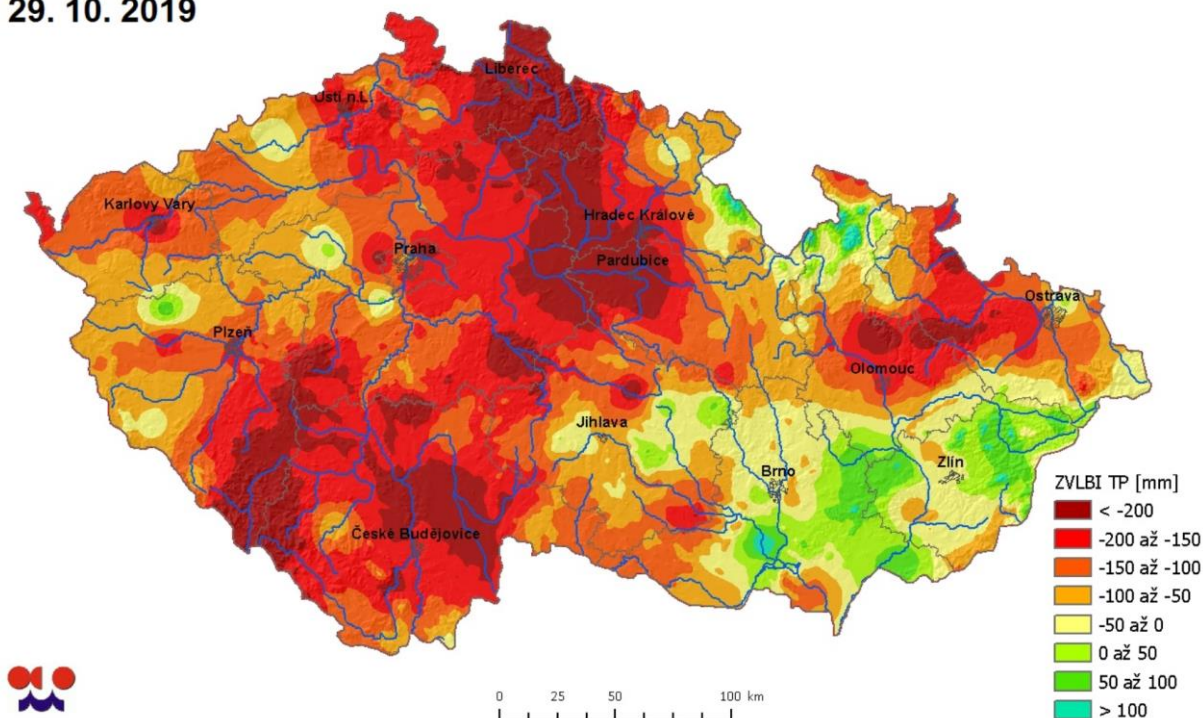 29. 10. 2019
Liberec
Ústí n.L.
Karlovy Vary
Hradec Králové
Praha
Pardubice
Ostrava
Plzeň
Olomouc
Jihlava
Zlín
Brno
České Budějovice
ZVLBI TP [mm]
< -200
-200 až -150
-150 až -100
-100 až -50
-50 až 0
0 až 50
50 až 100
> 100
0 25 50 100 km